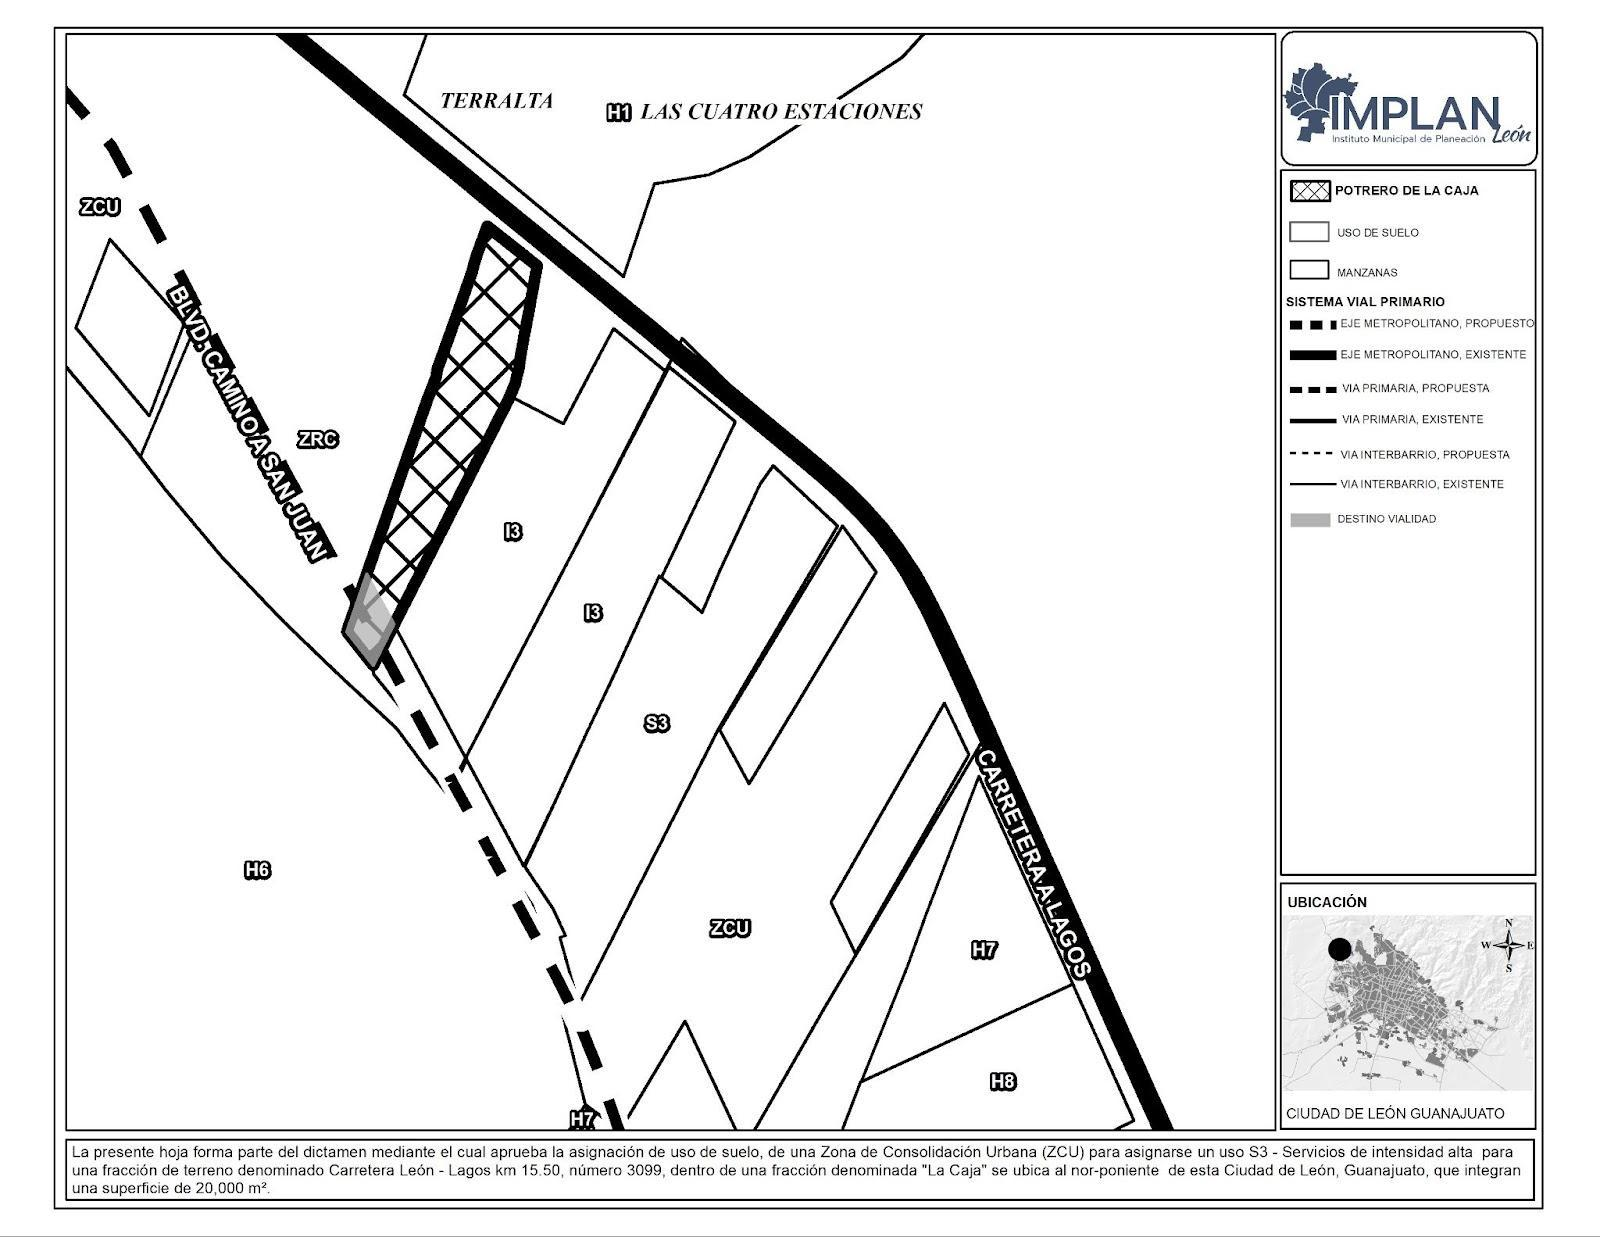 TERRALTA
H1 LAS CUATRO ESTACIONES
ZCU
BLVD. CAMINO A SAN JUAN
ZRC
I3
I3
S3
H6
ZCU
CARRETERA A LAGOS
H7
H8
H7
IMPLAN
León
Instituto Municipal de Planeación
POTRERO DE LA CAJA
USO DE SUELO
MANZANAS
SISTEMA VIAL PRIMARIO
EJE METROPOLITANO, PROPUESTO
EJE METROPOLITANO, EXISTENTE
VIA PRIMARIA, PROPUESTA
VIA PRIMARIA, EXISTENTE
VIA INTERBARRIO, PROPUESTA
VIA INTERBARRIO, EXISTENTE
DESTINO VIALIDAD
UBICACIÓN
N
W E
S
CIUDAD DE LEÓN GUANAJUATO
La presente hoja forma parte del dictamen mediante el cual aprueba la asignación de uso de suelo, de una Zona de Consolidación Urbana (ZCU) para asignarse un uso S3 - Servicios de intensidad alta para
una fracción de terreno denominado Carretera León - Lagos km 15.50, número 3099, dentro de una fracción denominada "La Caja" se ubica al nor-poniente de esta Ciudad de León, Guanajuato, que integran
una superficie de 20,000 m².